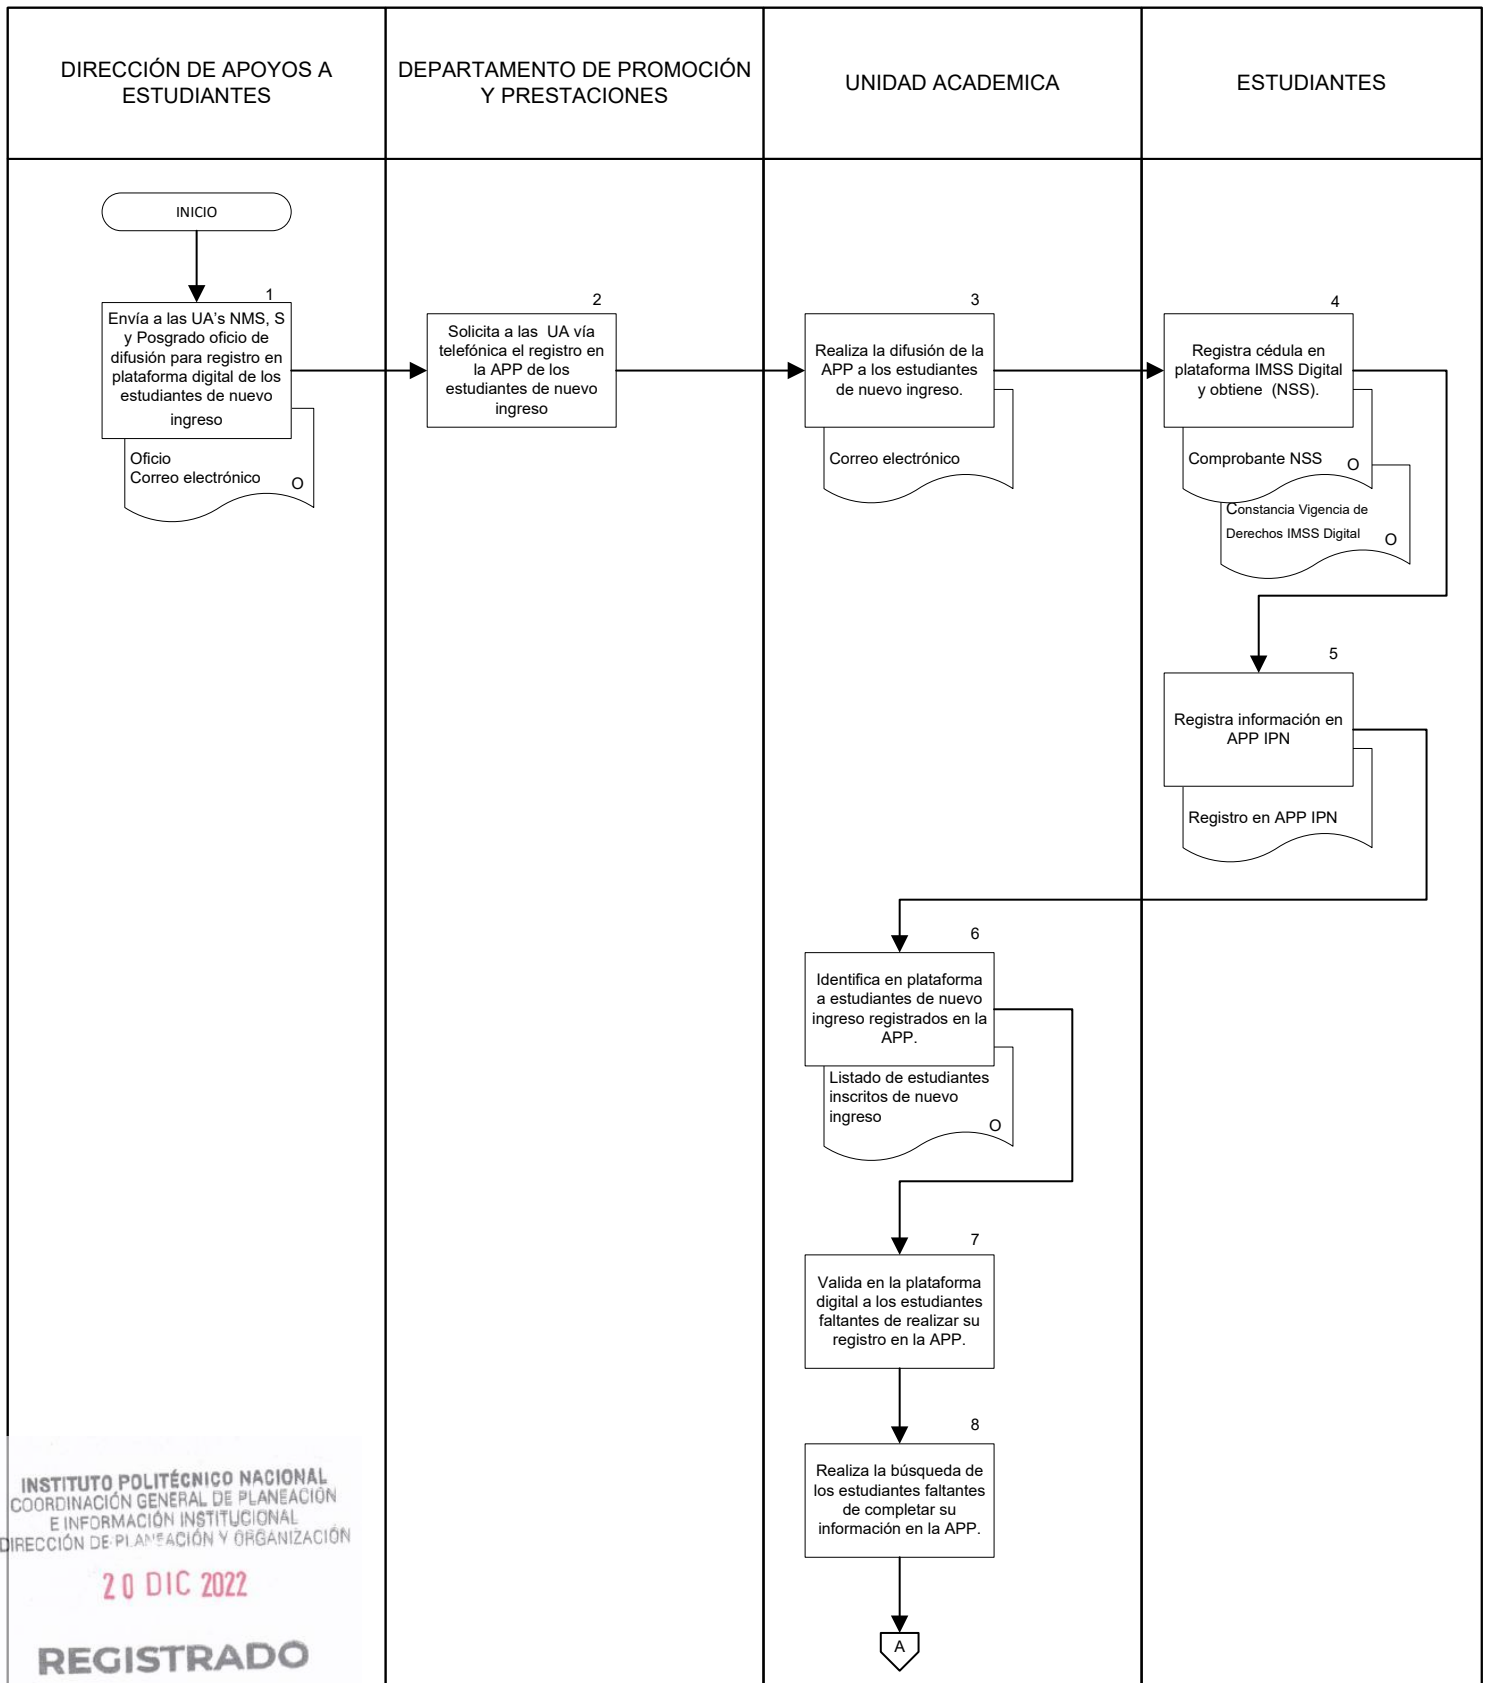 DIRECCIÓN DE APOYOS A
ESTUDIANTES
DEPARTAMENTO DE PROMOCIÓN
Y PRESTACIONES
UNIDAD ACADEMICA
ESTUDIANTES
INICIO
1
Envía a las UA's NMS, S
y Posgrado oficio de
difusión para registro en
plataforma digital de los
estudiantes de nuevo
ingreso
Oficio
Correo electrónico
O
2
Solicita a las UA vía
telefónica el registro en
la APP de los
estudiantes de nuevo
ingreso
3
Realiza la difusión de la
APP a los estudiantes
de nuevo ingreso.
Correo electrónico
4
Registra cédula en
plataforma IMSS Digital
y obtiene (NSS).
Comprobante NSS
O
Constancia Vigencia de
Derechos IMSS Digital
O
5
Registra información en
APP IPN
Registro en APP IPN
6
Identifica en plataforma
a estudiantes de nuevo
ingreso registrados en la
APP.
Listado de estudiantes
inscritos de nuevo
ingreso
O
7
Valida en la plataforma
digital a los estudiantes
faltantes de realizar su
registro en la APP.
8
Realiza la búsqueda de
los estudiantes faltantes
de completar su
información en la APP.
A
INSTITUTO POLITÉCNICO NACIONAL
COORDINACIÓN GENERAL DE PLANEACIÓN
E INFORMACIÓN INSTITUCIONAL
DIRECCIÓN DE PLANEACIÓN Y ORGANIZACIÓN
20 DIC 2022
REGISTRADO